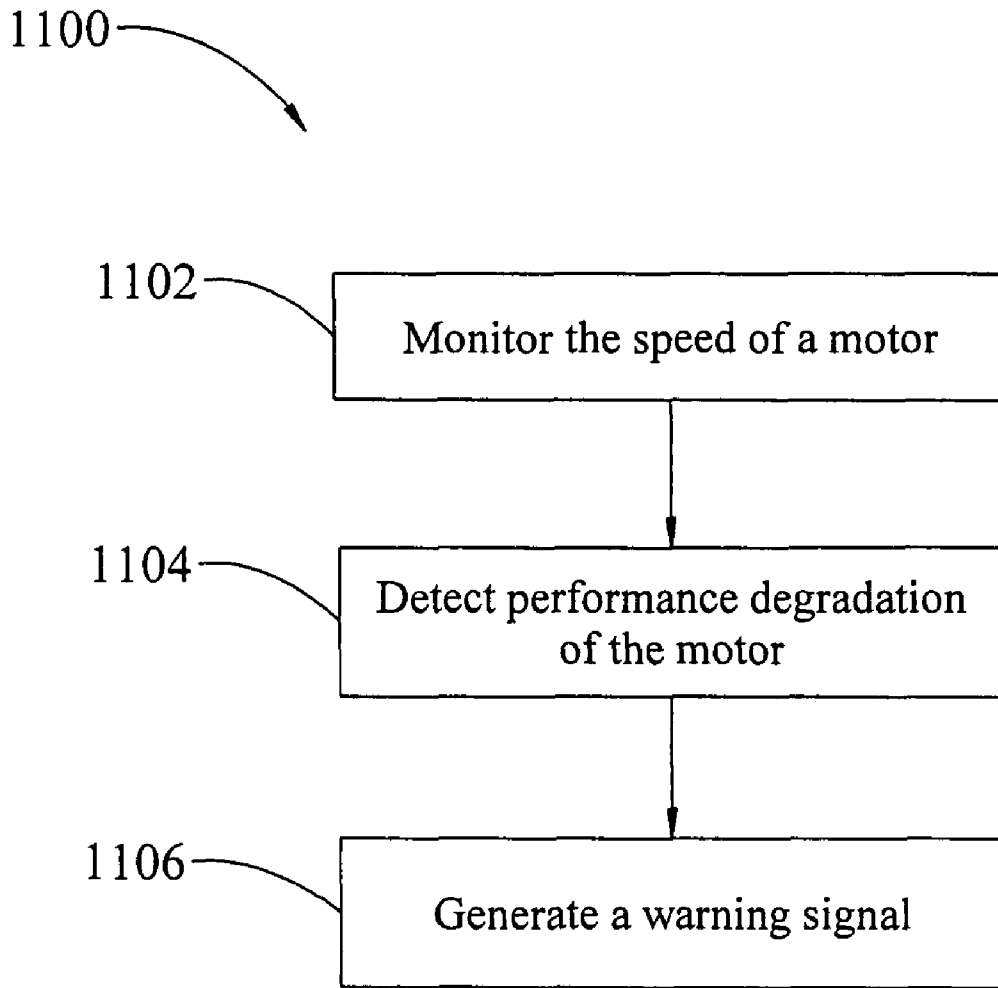 1100
1102
Monitor the speed of a motor
1104
Detect performance degradation
of the motor
1106
Generate a warning signal